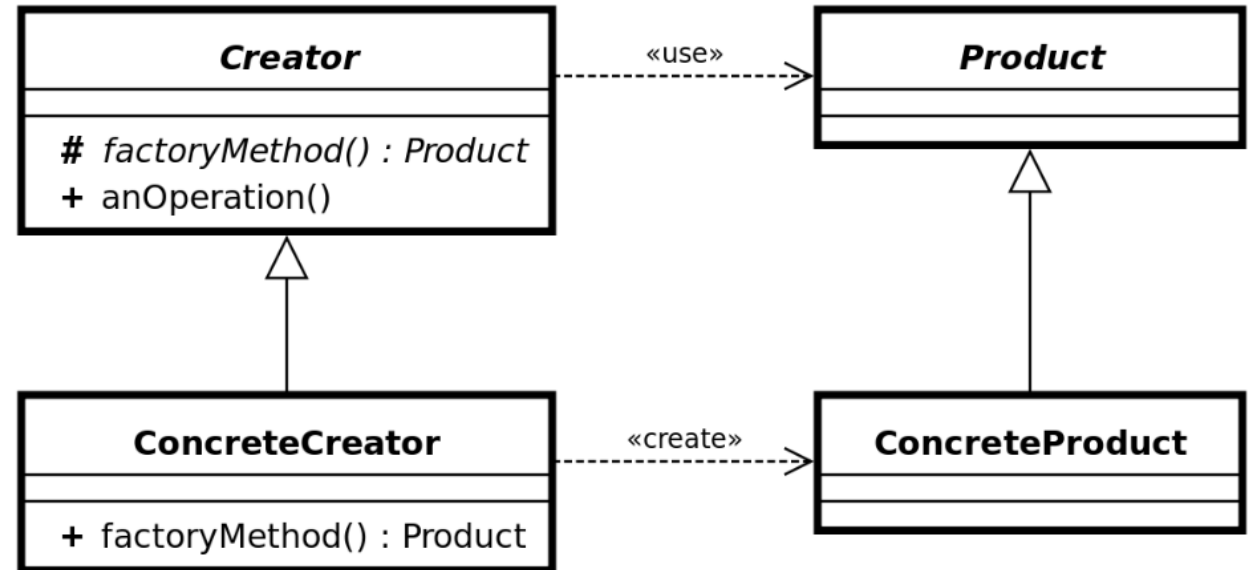 Creator
«use»
Product
# factoryMethod() : Product
+ anOperation()
ConcreteCreator
«create»
ConcreteProduct
+ factoryMethod() : Product